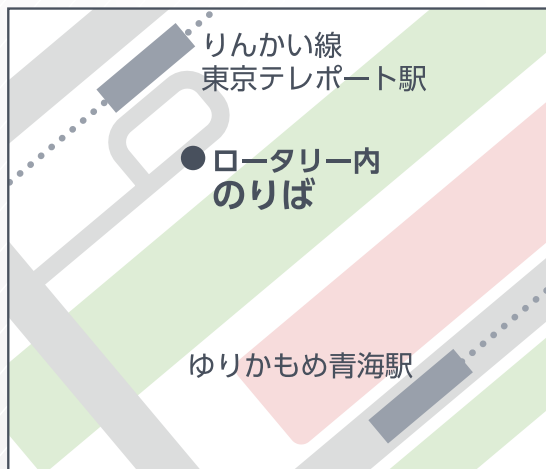 りんかい線
東京テレポート駅
ロータリー内
のりば
ゆりかもめ青海駅